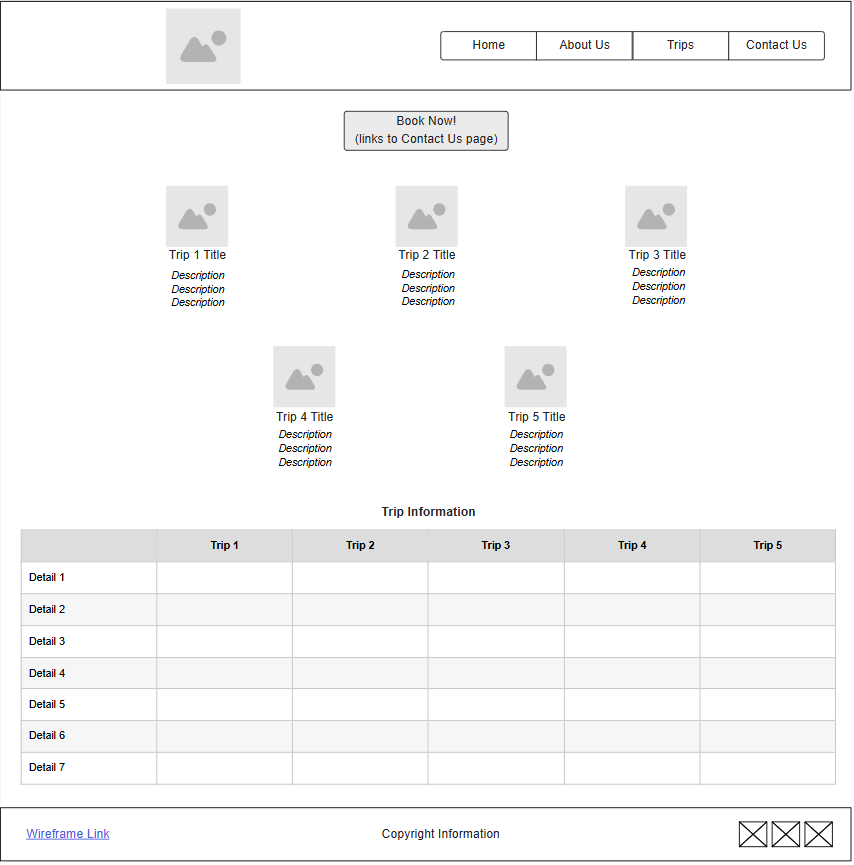 Home About Us Trips Contact Us
Book Now!
(links to Contact Us page)
Trip 1 Title Trip 2 Title Trip 3 Title
Description Description Description
Description Description Description
Description Description Description
Trip 4 Title Trip 5 Title
Description Description
Description Description
Description Description
Trip Information
Trip 1 Trip 2 Trip 3 Trip 4 Trip 5
Detail 1
Detail 2
Detail 3
Detail 4
Detail 5
Detail 6
Detail 7
Wireframe Link Copyright Information